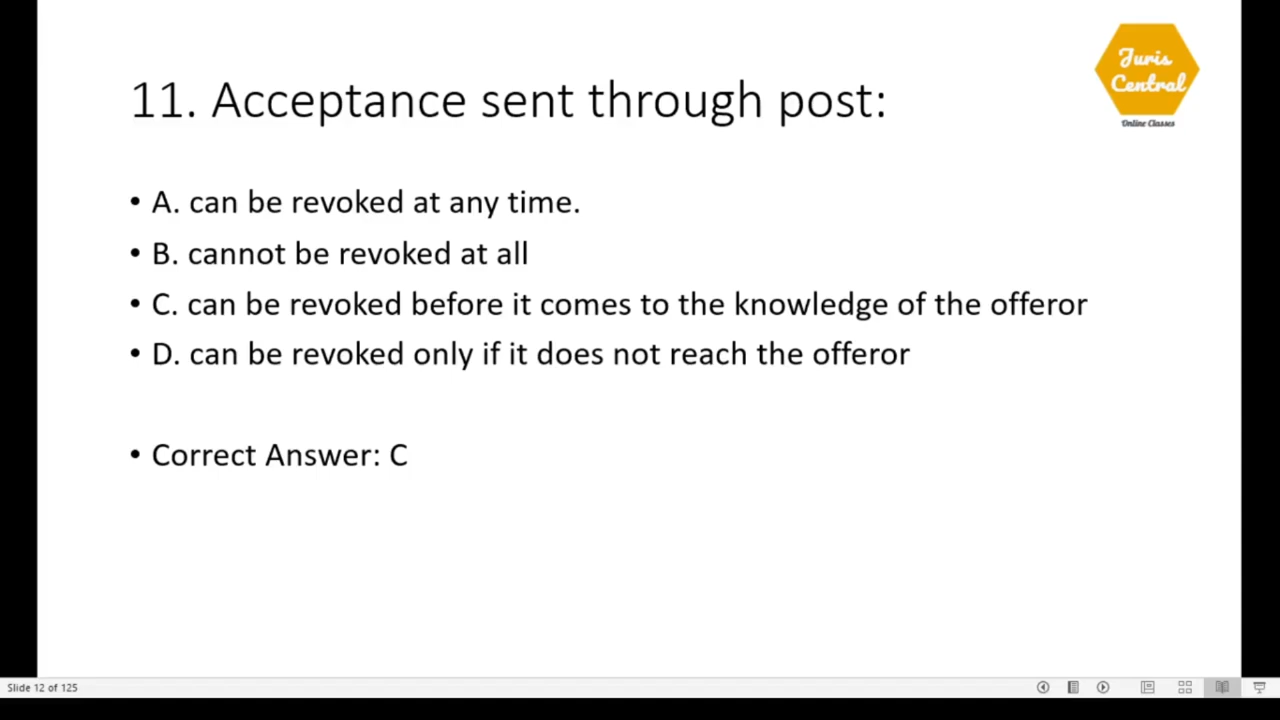 Juris
Central
Online Classes
11. Acceptance sent through post:
• A. can be revoked at any time.
• B. cannot be revoked at all
• C. can be revoked before it comes to the knowledge of the offeror
• D. can be revoked only if it does not reach the offeror
• Correct Answer: C
Slide 12 of 125